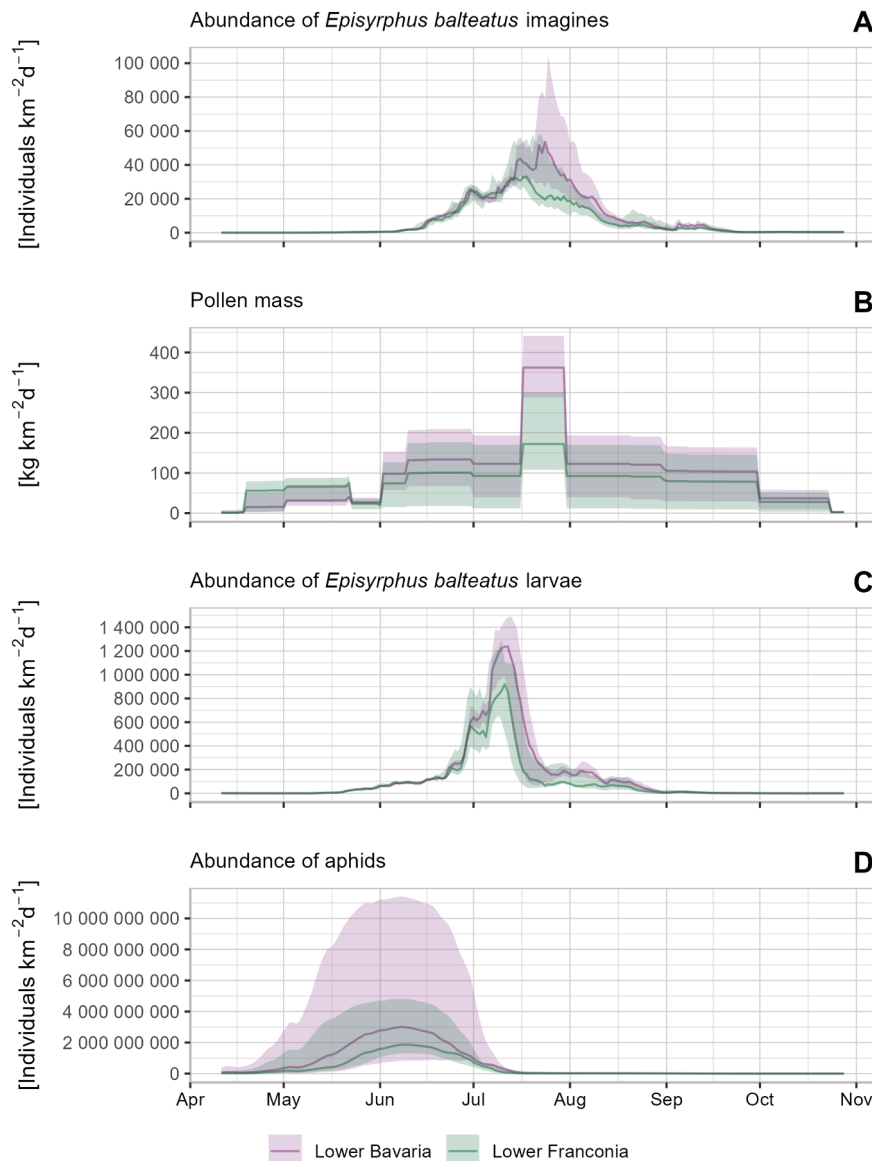 Abundance of Episyrphus balteatus imagines A
[Individuals km⁻²d⁻¹]
100 000
80 000
60 000
40 000
20 000
0
Pollen mass B
[kg km⁻²d⁻¹]
400
300
200
100
0
Abundance of Episyrphus balteatus larvae C
[Individuals km⁻²d⁻¹]
1 400 000
1 200 000
1 000 000
800 000
600 000
400 000
200 000
0
Abundance of aphids D
[Individuals km⁻²d⁻¹]
10 000 000 000
8 000 000 000
6 000 000 000
4 000 000 000
2 000 000 000
0
Apr May Jun Jul Aug Sep Oct Nov
Lower Bavaria Lower Franconia